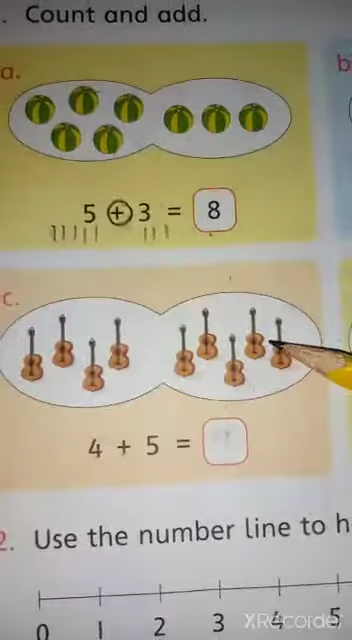 . Count and add.
a.
b
5 + 3 = 8
c.
4 + 5 =
2. Use the number line to h
0 1 2 3 4 5
XRecorder